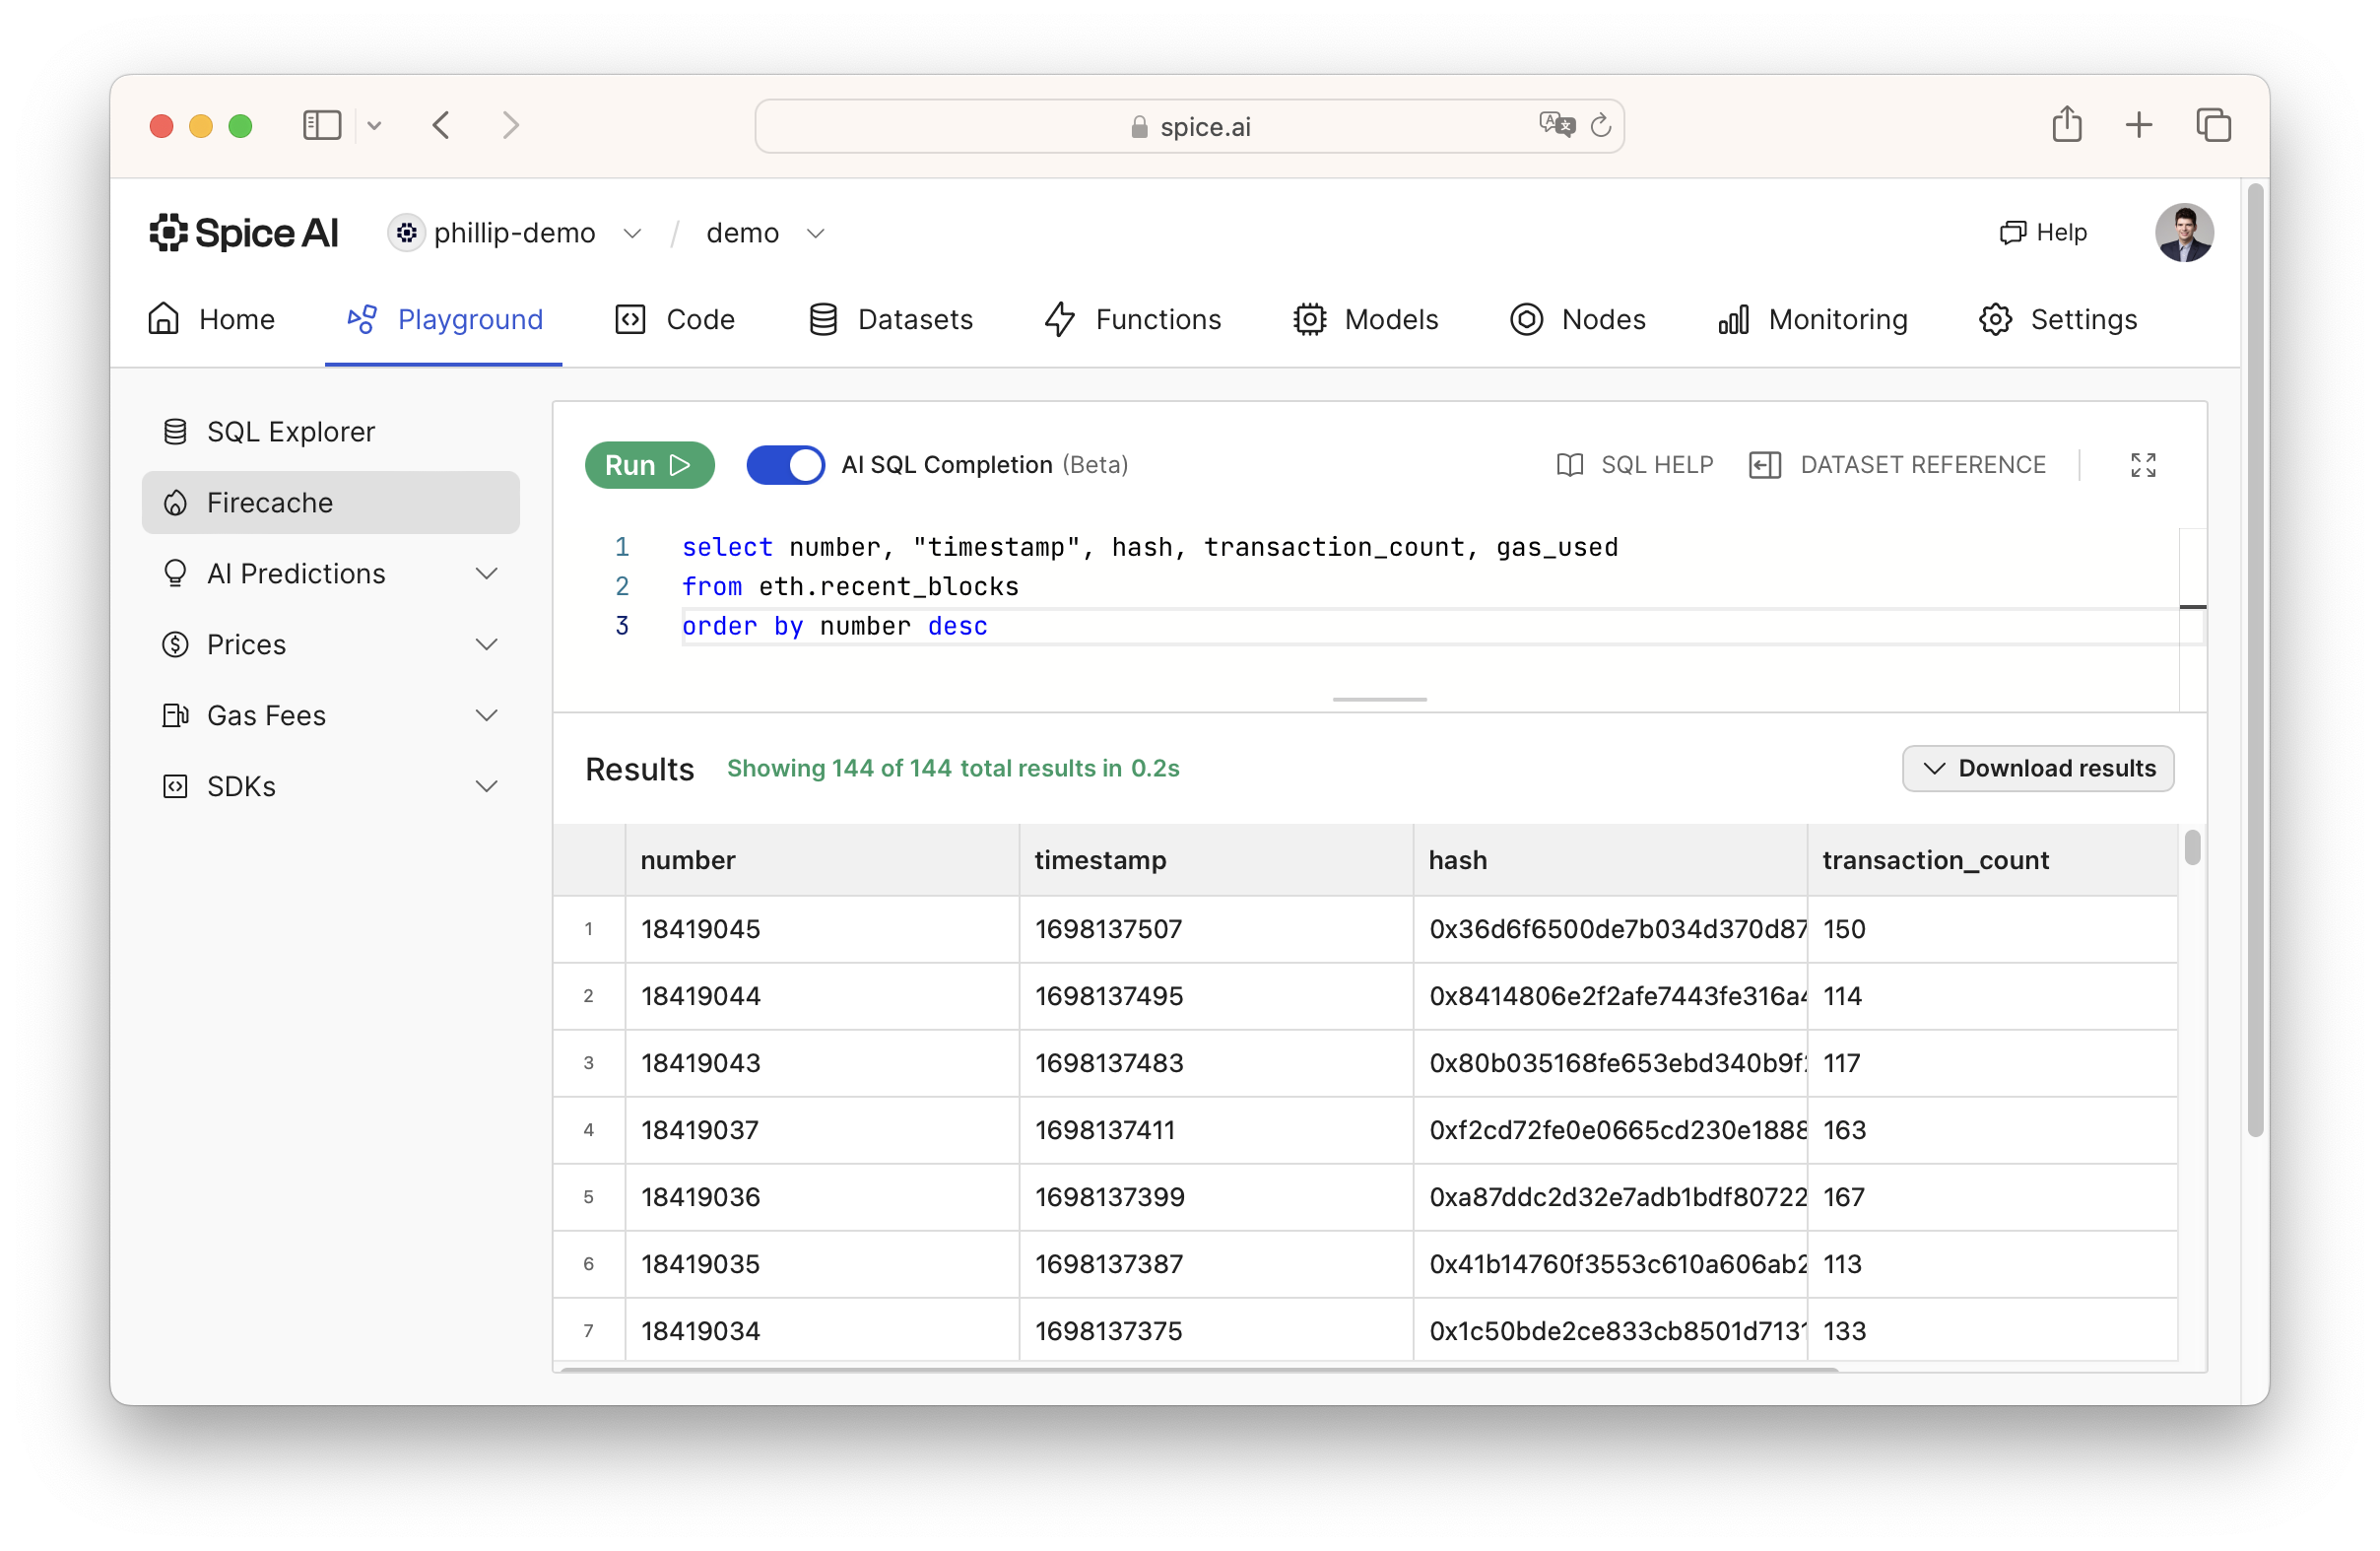 spice.ai
Spice AI phillip-demo / demo Help
Home Playground Code Datasets Functions Models Nodes Monitoring Settings
SQL Explorer
Firecache
AI Predictions
Prices
Gas Fees
SDKs
Run AI SQL Completion (Beta) SQL HELP DATASET REFERENCE
1 select number, "timestamp", hash, transaction_count, gas_used
2 from eth.recent_blocks
3 order by number desc
Results Showing 144 of 144 total results in 0.2s Download results
number timestamp hash transaction_count
1 18419045 1698137507 0x36d6f6500de7b034d370d87 150
2 18419044 1698137495 0x8414806e2f2afe7443fe316a4 114
3 18419043 1698137483 0x80b035168fe653ebd340b9f 117
4 18419037 1698137411 0xf2cd72fe0e0665cd230e1888 163
5 18419036 1698137399 0xa87ddc2d32e7adb1bdf80722 167
6 18419035 1698137387 0x41b14760f3553c610a606ab2 113
7 18419034 1698137375 0x1c50bde2ce833cb8501d7131 133